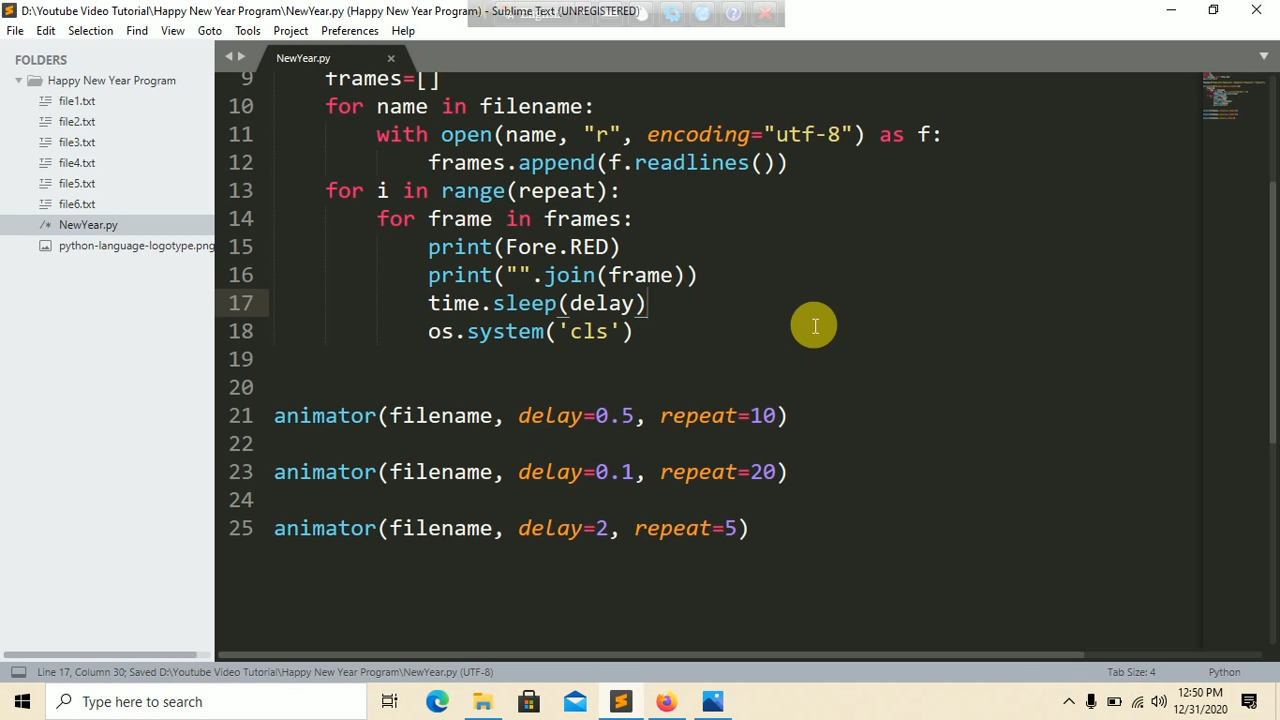 D:\Youtube Video Tutorial\Happy New Year Program\NewYear.py (Happy New Year Program) - Sublime Text (UNREGISTERED)
File Edit Selection Find View Goto Tools Project Preferences Help
FOLDERS
Happy New Year Program
file1.txt
file2.txt
file3.txt
file4.txt
file5.txt
file6.txt
NewYear.py
python-language-logotype.png
NewYear.py
9 frames=[]
10 for name in filename:
11 with open(name, "r", encoding="utf-8") as f:
12 frames.append(f.readlines())
13 for i in range(repeat):
14 for frame in frames:
15 print(Fore.RED)
16 print("".join(frame))
17 time.sleep(delay)
18 os.system('cls')
19
20
21 animator(filename, delay=0.5, repeat=10)
22
23 animator(filename, delay=0.1, repeat=20)
24
25 animator(filename, delay=2, repeat=5)
Line 17, Column 30; Saved D:\Youtube Video Tutorial\Happy New Year Program\NewYear.py (UTF-8) Tab Size: 4 Python
Type here to search
12:50 PM
12/31/2020